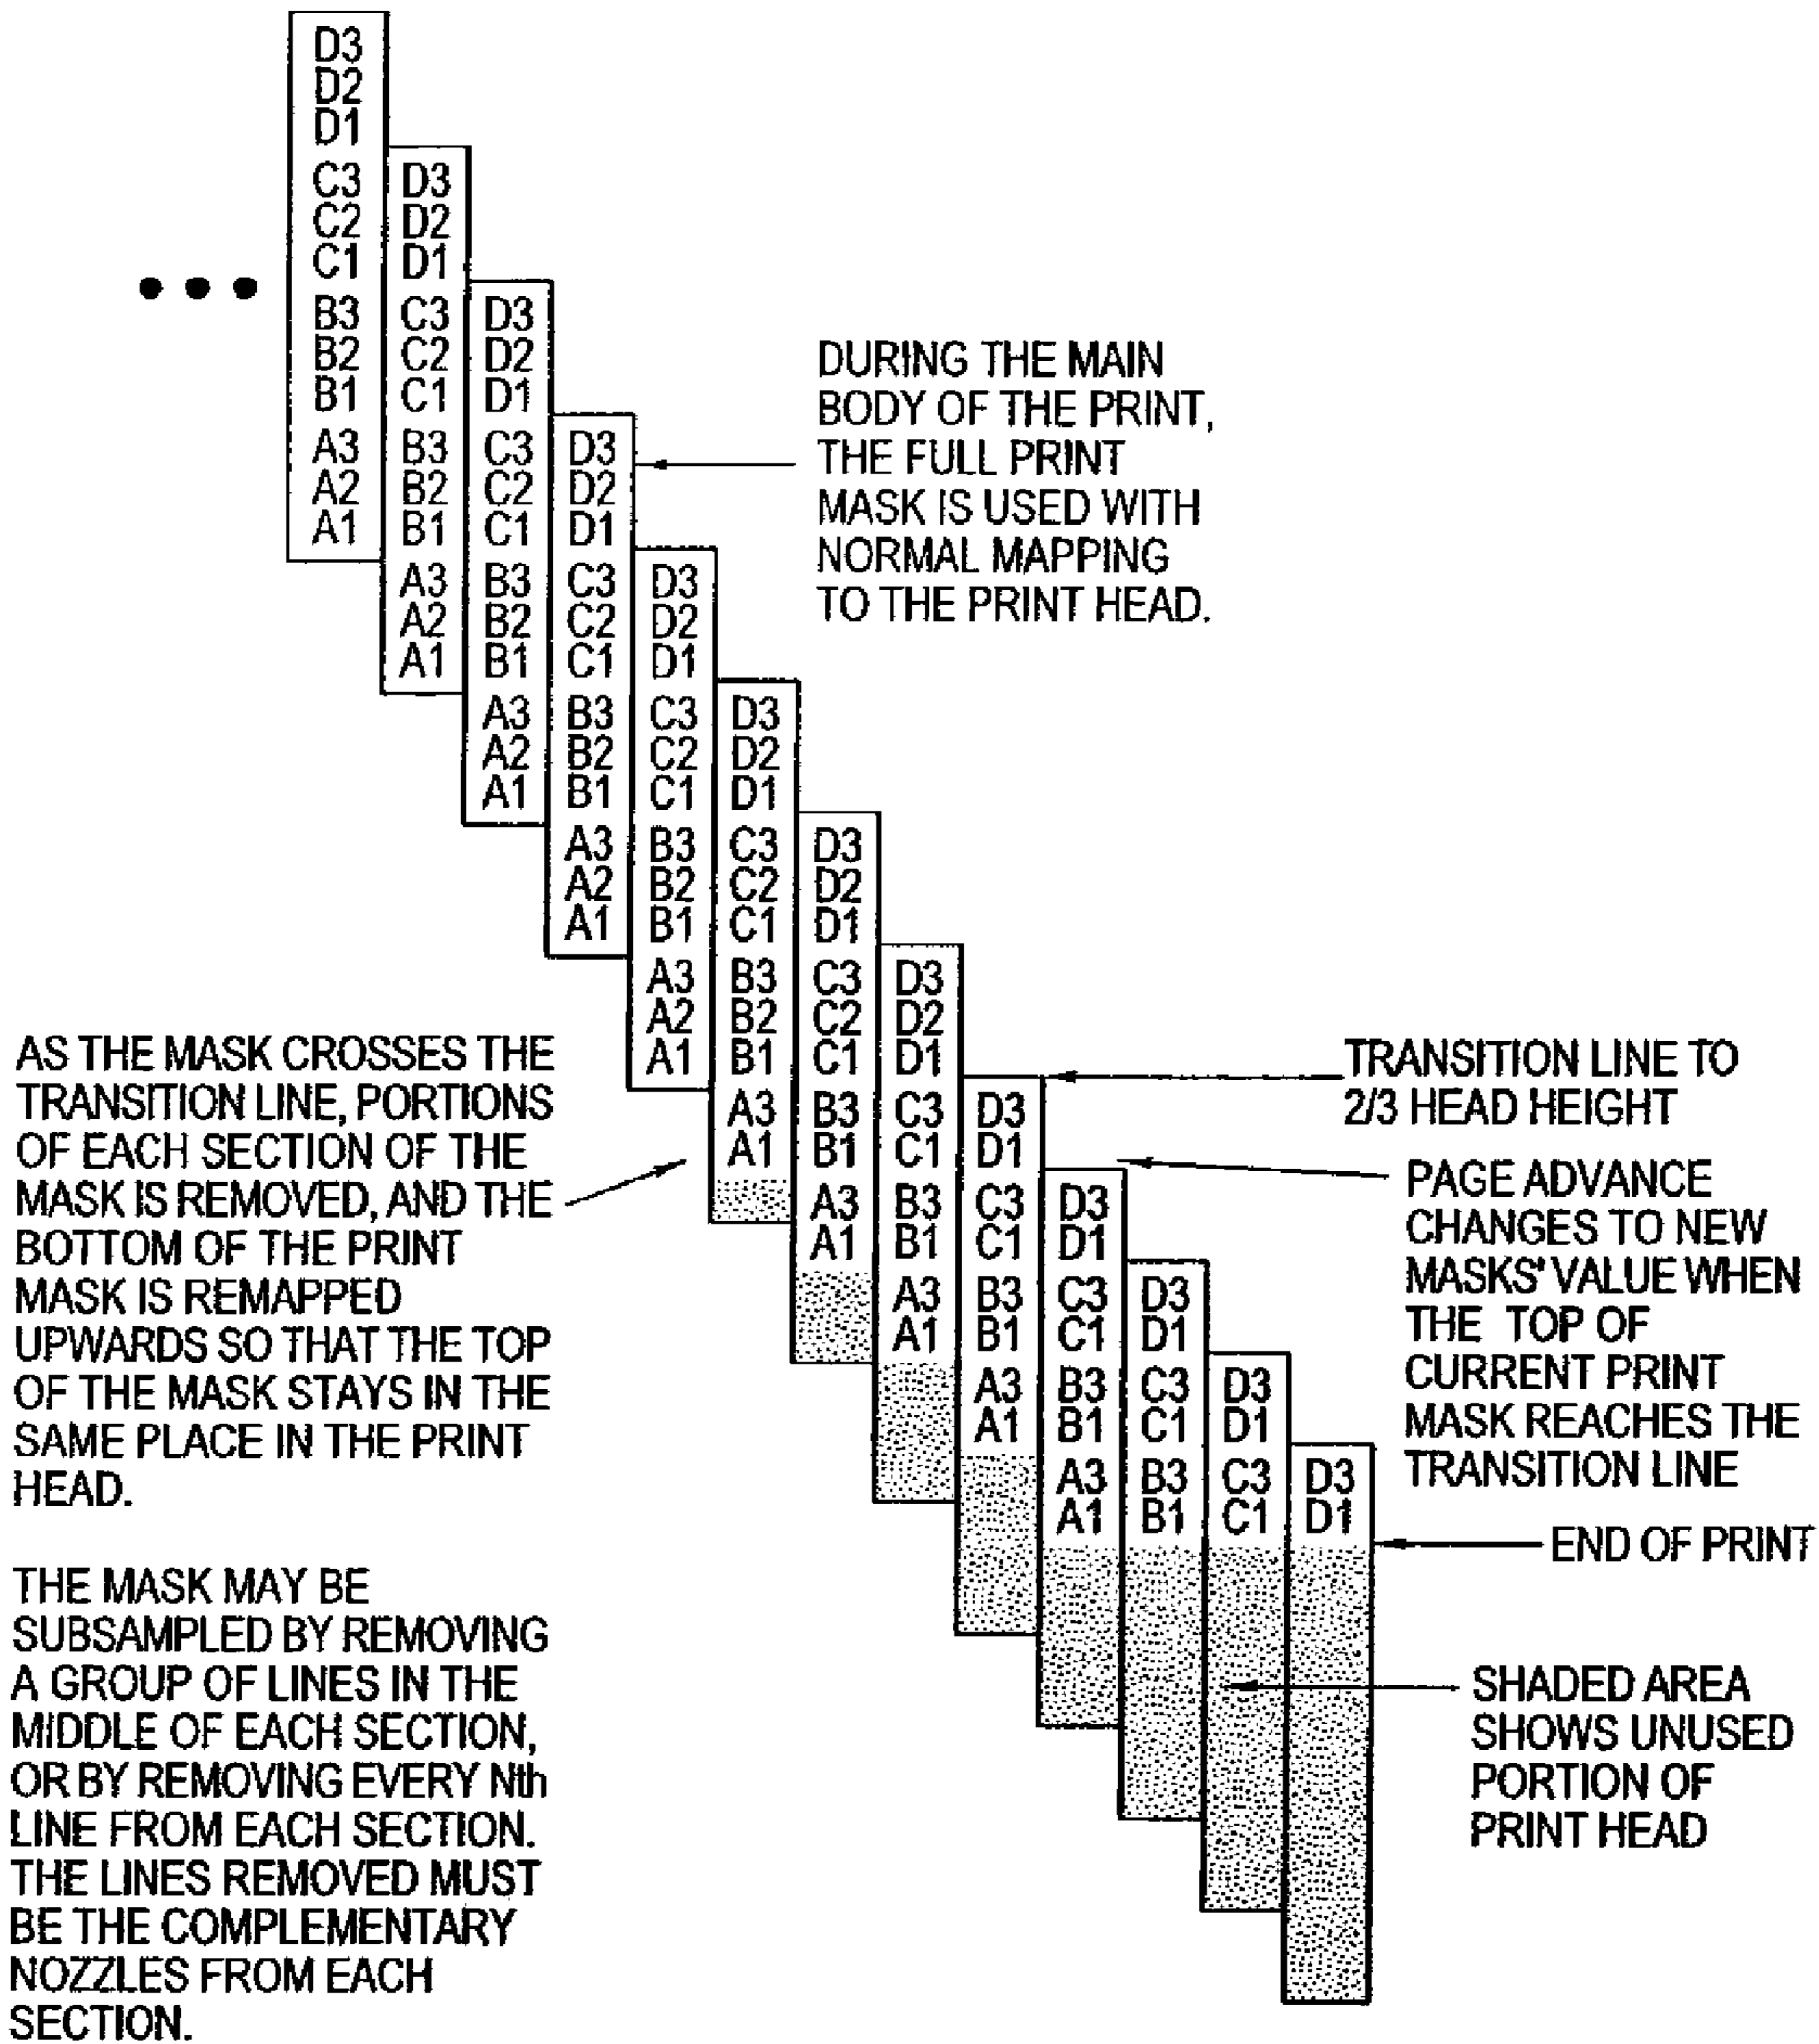 D3
D2
D1
C3 D3
C2 D2
C1 D1
• • •
B3 C3 D3
B2 C2 D2
B1 C1 D1
A3 B3 C3 D3
A2 B2 C2 D2
A1 B1 C1 D1
A3 B3 C3 D3
A2 B2 C2 D2
A1 B1 C1 D1
A3 B3 C3 D3
A2 B2 C2 D2
A1 B1 C1 D1
A3 B3 C3 D3
A2 B2 C2 D2
A1 B1 C1 D1
A3 B3 C3 D3
A2 B2 C2 D2
A1 B1 C1 D1
A3 B3 C3 D3
A1 B1 C1 D1
A3 B3 C3 D3
A1 B1 C1 D1
A3 B3 C3 D3
A1 B1 C1 D1
A3 B3 C3 D3
A1 B1 C1 D1
A3 B3 C3 D3
A1 B1 C1 D1
DURING THE MAIN
BODY OF THE PRINT,
THE FULL PRINT
MASK IS USED WITH
NORMAL MAPPING
TO THE PRINT HEAD.
AS THE MASK CROSSES THE
TRANSITION LINE, PORTIONS
OF EACH SECTION OF THE
MASK IS REMOVED, AND THE
BOTTOM OF THE PRINT
MASK IS REMAPPED
UPWARDS SO THAT THE TOP
OF THE MASK STAYS IN THE
SAME PLACE IN THE PRINT
HEAD.
THE MASK MAY BE
SUBSAMPLED BY REMOVING
A GROUP OF LINES IN THE
MIDDLE OF EACH SECTION,
OR BY REMOVING EVERY Nth
LINE FROM EACH SECTION.
THE LINES REMOVED MUST
BE THE COMPLEMENTARY
NOZZLES FROM EACH
SECTION.
TRANSITION LINE TO
2/3 HEAD HEIGHT
PAGE ADVANCE
CHANGES TO NEW
MASKS' VALUE WHEN
THE TOP OF
CURRENT PRINT
MASK REACHES THE
TRANSITION LINE
END OF PRINT
SHADED AREA
SHOWS UNUSED
PORTION OF
PRINT HEAD